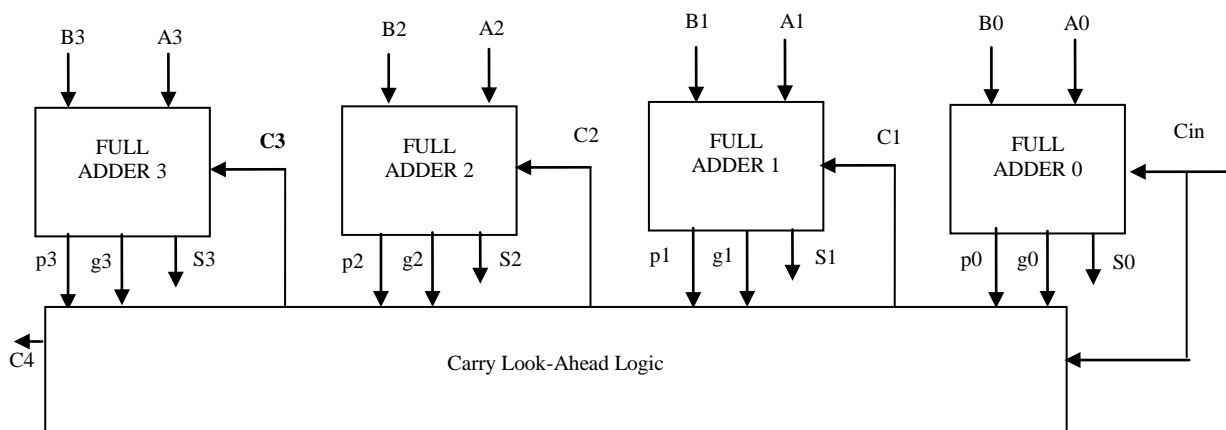 B3 A3 B2 A2 B1 A1 B0 A0
FULL
ADDER 3
C3
FULL
ADDER 2
C2
FULL
ADDER 1
C1
FULL
ADDER 0
Cin
p3 g3 S3 p2 g2 S2 p1 g1 S1 p0 g0 S0
C4
Carry Look-Ahead Logic